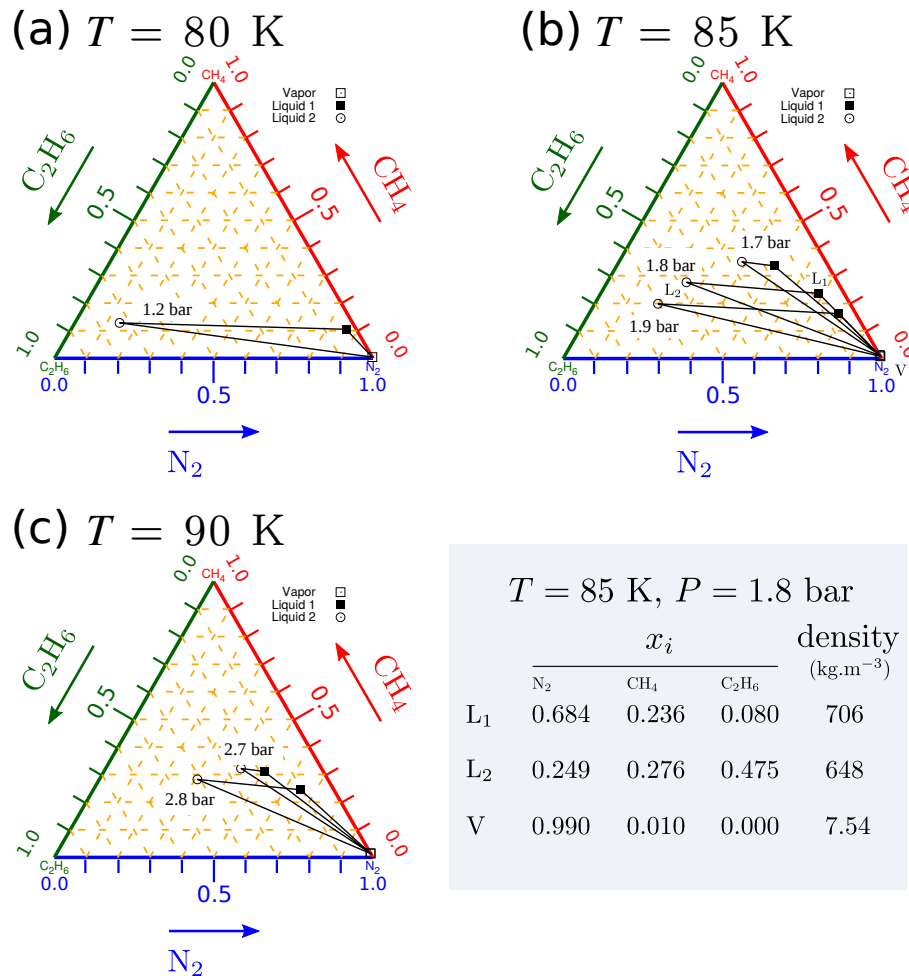 (a) T = 80 K
0.0
CH₄
1.0
Vapor
Liquid 1
Liquid 2
C₂H₆
CH₄
0.5
0.5
1.2 bar
1.0
0.0
C₂H₆
N₂
0.0
0.5
1.0
N₂
(b) T = 85 K
0.0
CH₄
1.0
Vapor
Liquid 1
Liquid 2
C₂H₆
CH₄
0.5
0.5
1.7 bar
1.8 bar
L₁
L₂
1.9 bar
1.0
0.0
C₂H₆
N₂
V
0.0
0.5
1.0
N₂
(c) T = 90 K
0.0
CH₄
1.0
Vapor
Liquid 1
Liquid 2
C₂H₆
CH₄
0.5
0.5
2.7 bar
2.8 bar
1.0
0.0
C₂H₆
N₂
0.0
0.5
1.0
N₂
T = 85 K, P = 1.8 bar
xᵢ density
(kg.m⁻³)
N₂ CH₄ C₂H₆
L₁ 0.684 0.236 0.080 706
L₂ 0.249 0.276 0.475 648
V 0.990 0.010 0.000 7.54